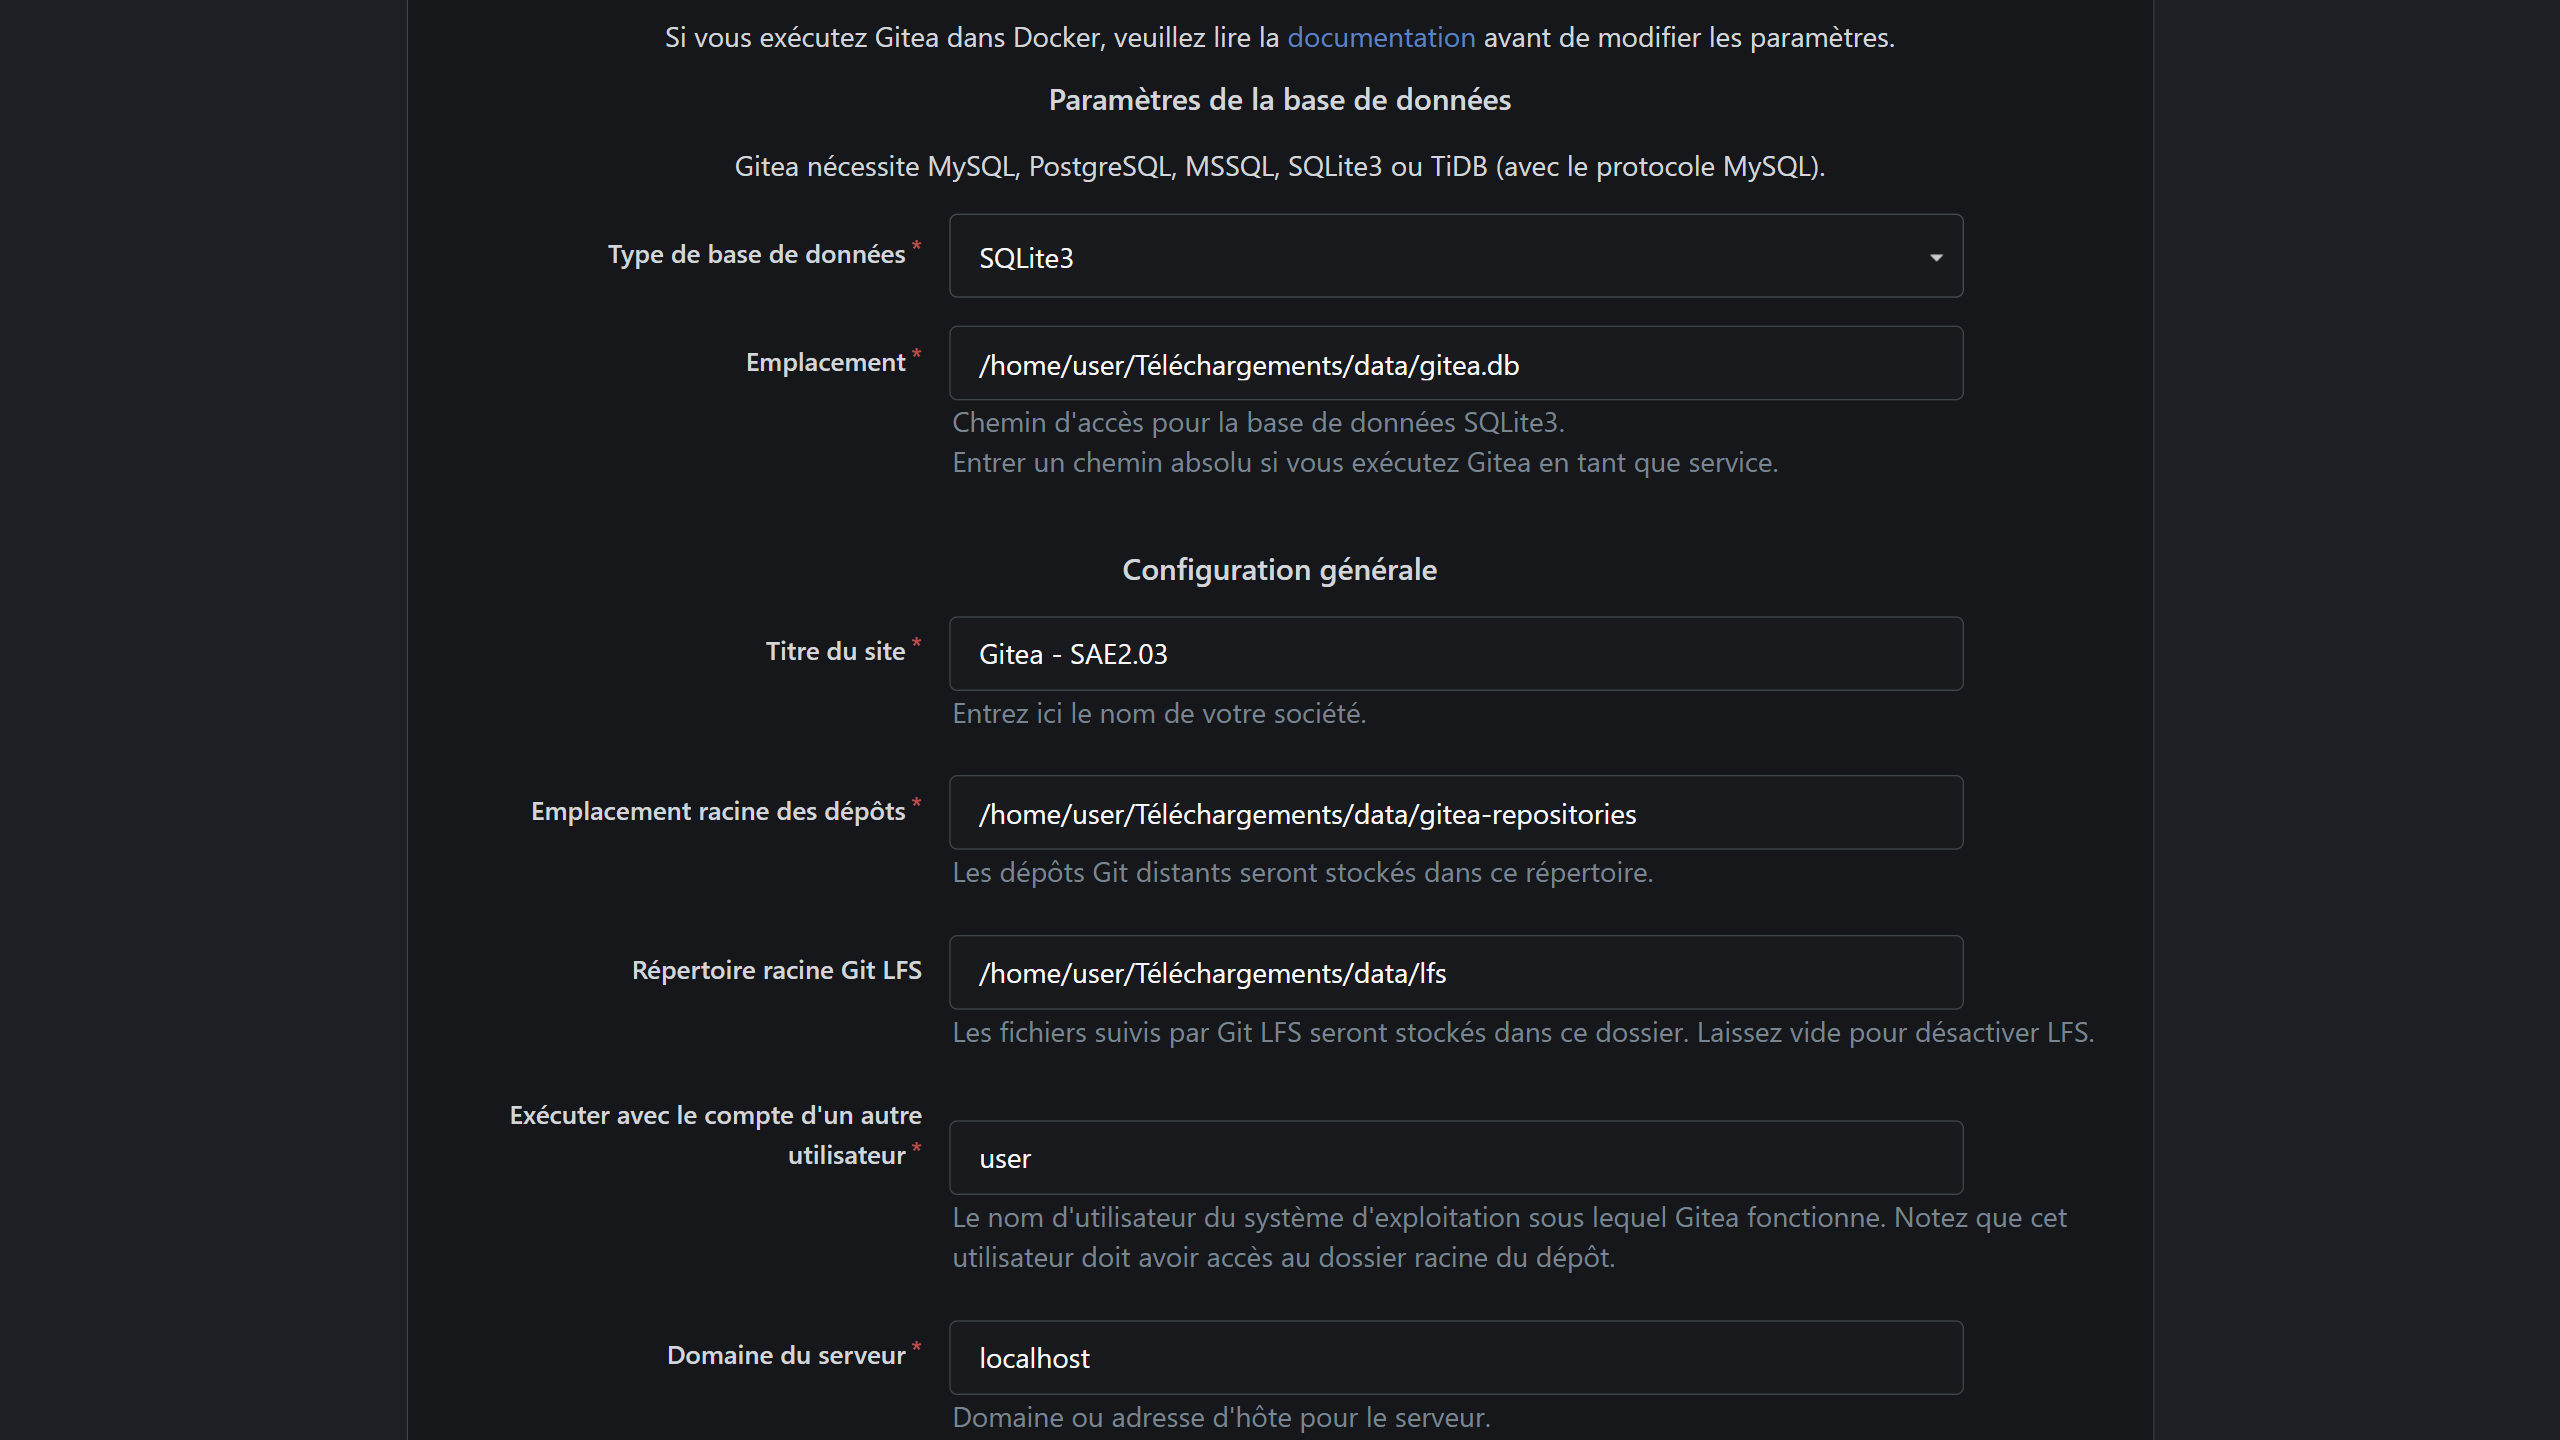 Si vous exécutez Gitea dans Docker, veuillez lire la documentation avant de modifier les paramètres.
Paramètres de la base de données
Gitea nécessite MySQL, PostgreSQL, MSSQL, SQLite3 ou TiDB (avec le protocole MySQL).
Type de base de données *
SQLite3
Emplacement *
/home/user/Téléchargements/data/gitea.db
Chemin d'accès pour la base de données SQLite3.
Entrer un chemin absolu si vous exécutez Gitea en tant que service.
Configuration générale
Titre du site *
Gitea - SAE2.03
Entrez ici le nom de votre société.
Emplacement racine des dépôts *
/home/user/Téléchargements/data/gitea-repositories
Les dépôts Git distants seront stockés dans ce répertoire.
Répertoire racine Git LFS
/home/user/Téléchargements/data/lfs
Les fichiers suivis par Git LFS seront stockés dans ce dossier. Laissez vide pour désactiver LFS.
Exécuter avec le compte d'un autre
utilisateur *
user
Le nom d'utilisateur du système d'exploitation sous lequel Gitea fonctionne. Notez que cet
utilisateur doit avoir accès au dossier racine du dépôt.
Domaine du serveur *
localhost
Domaine ou adresse d'hôte pour le serveur.